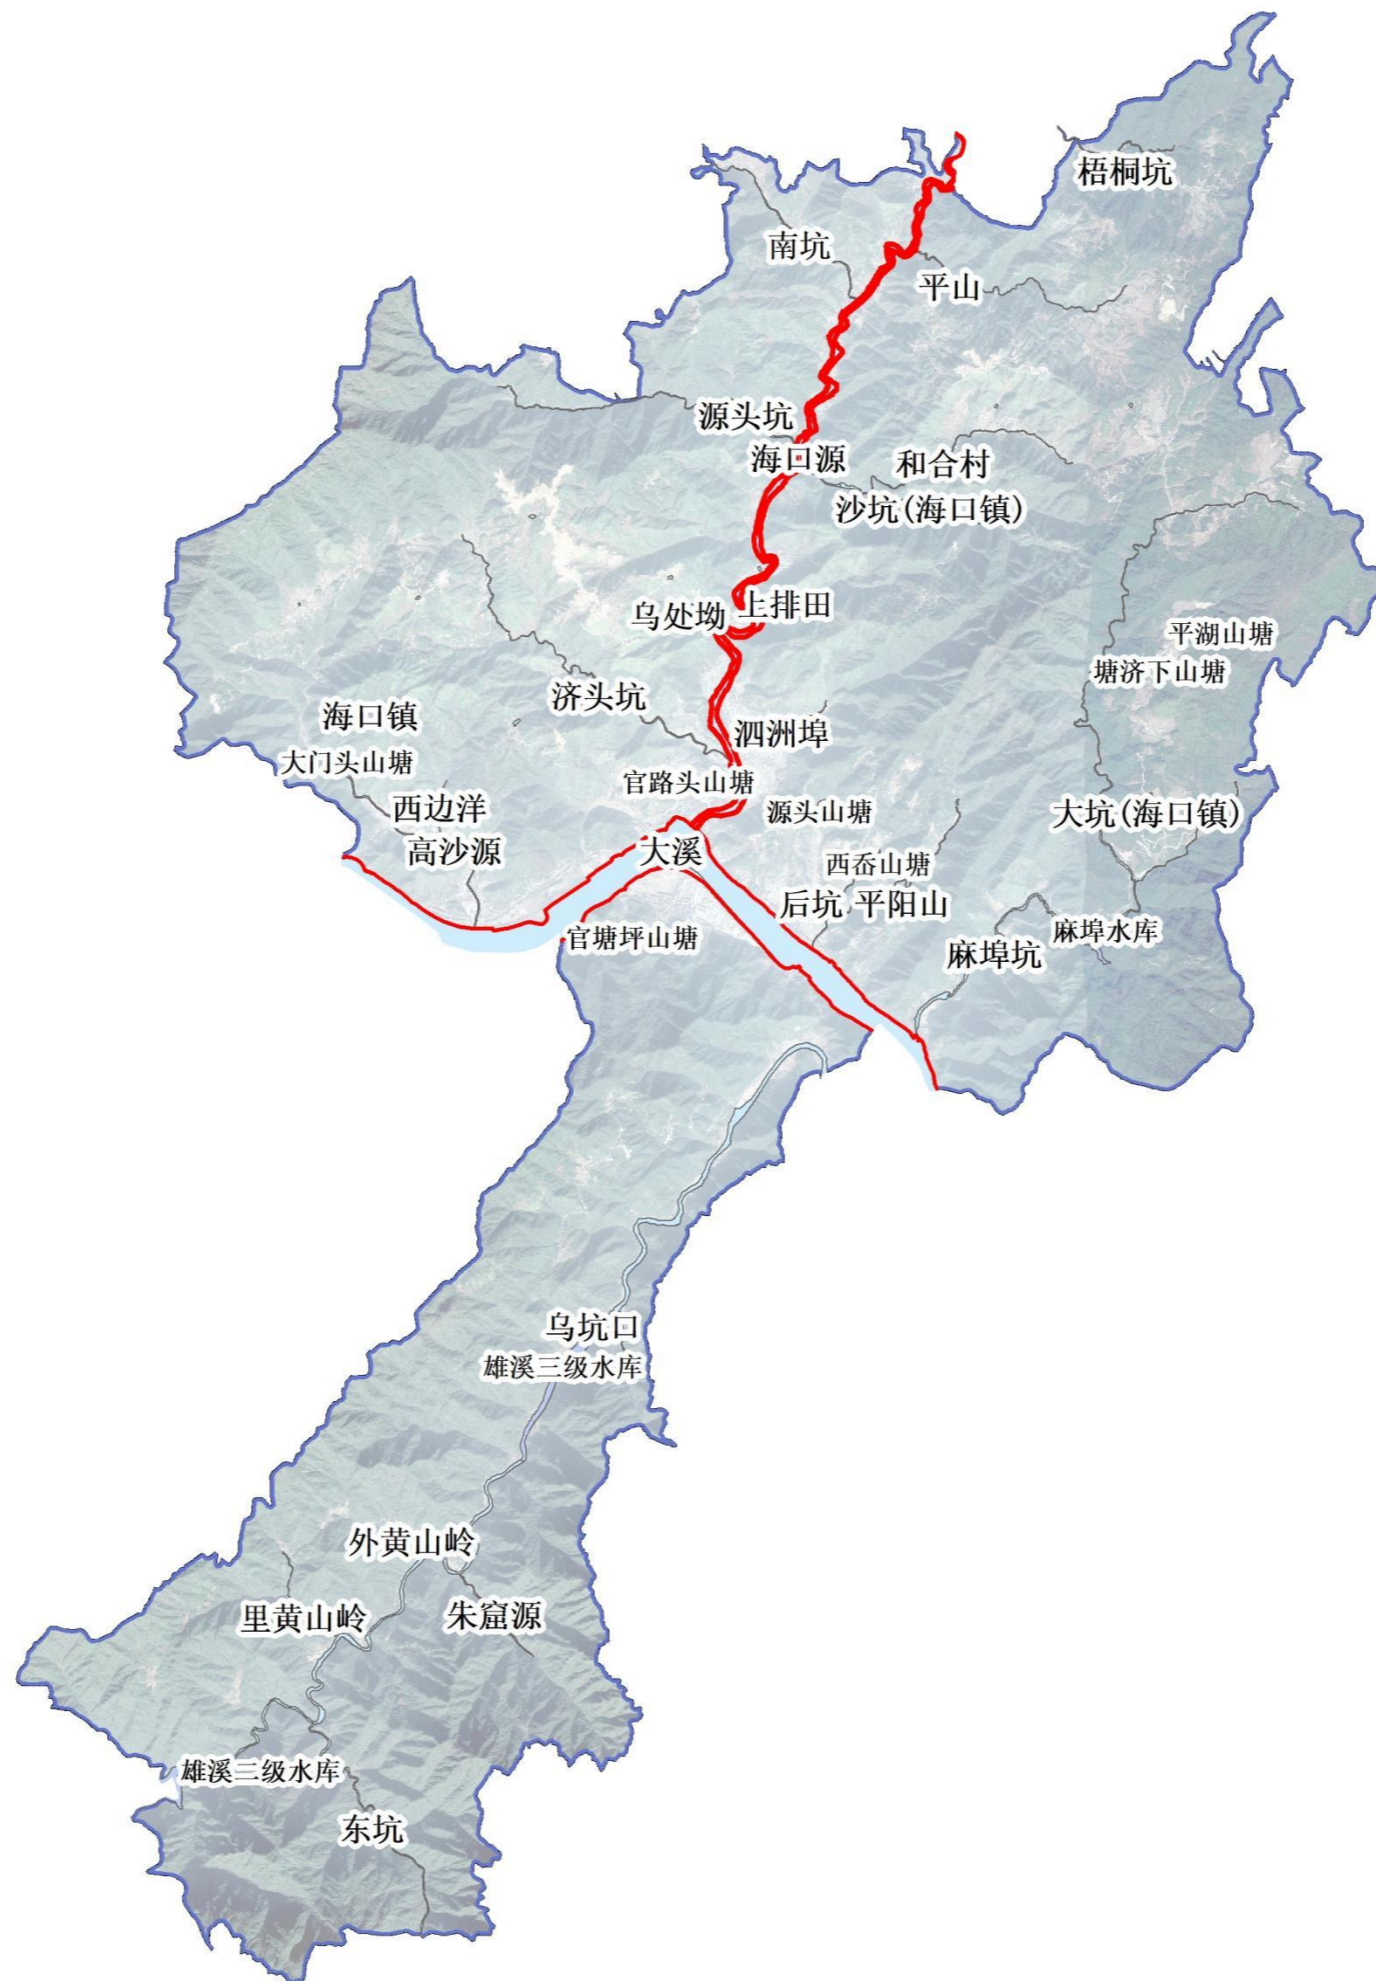 梧桐坑
南坑
平山
源头坑
海口源
和合村
沙坑(海口镇)
乌处坳
上排田
平湖山塘
塘济下山塘
济头坑
海口镇
泗洲埠
大门头山塘
官路头山塘
西边洋
源头山塘
大坑(海口镇)
高沙源
大溪
西岙山塘
后坑
平阳山
官塘坪山塘
麻埠水库
麻埠坑
乌坑口
雄溪三级水库
外黄山岭
里黄山岭
朱窟源
雄溪二级水库
东坑